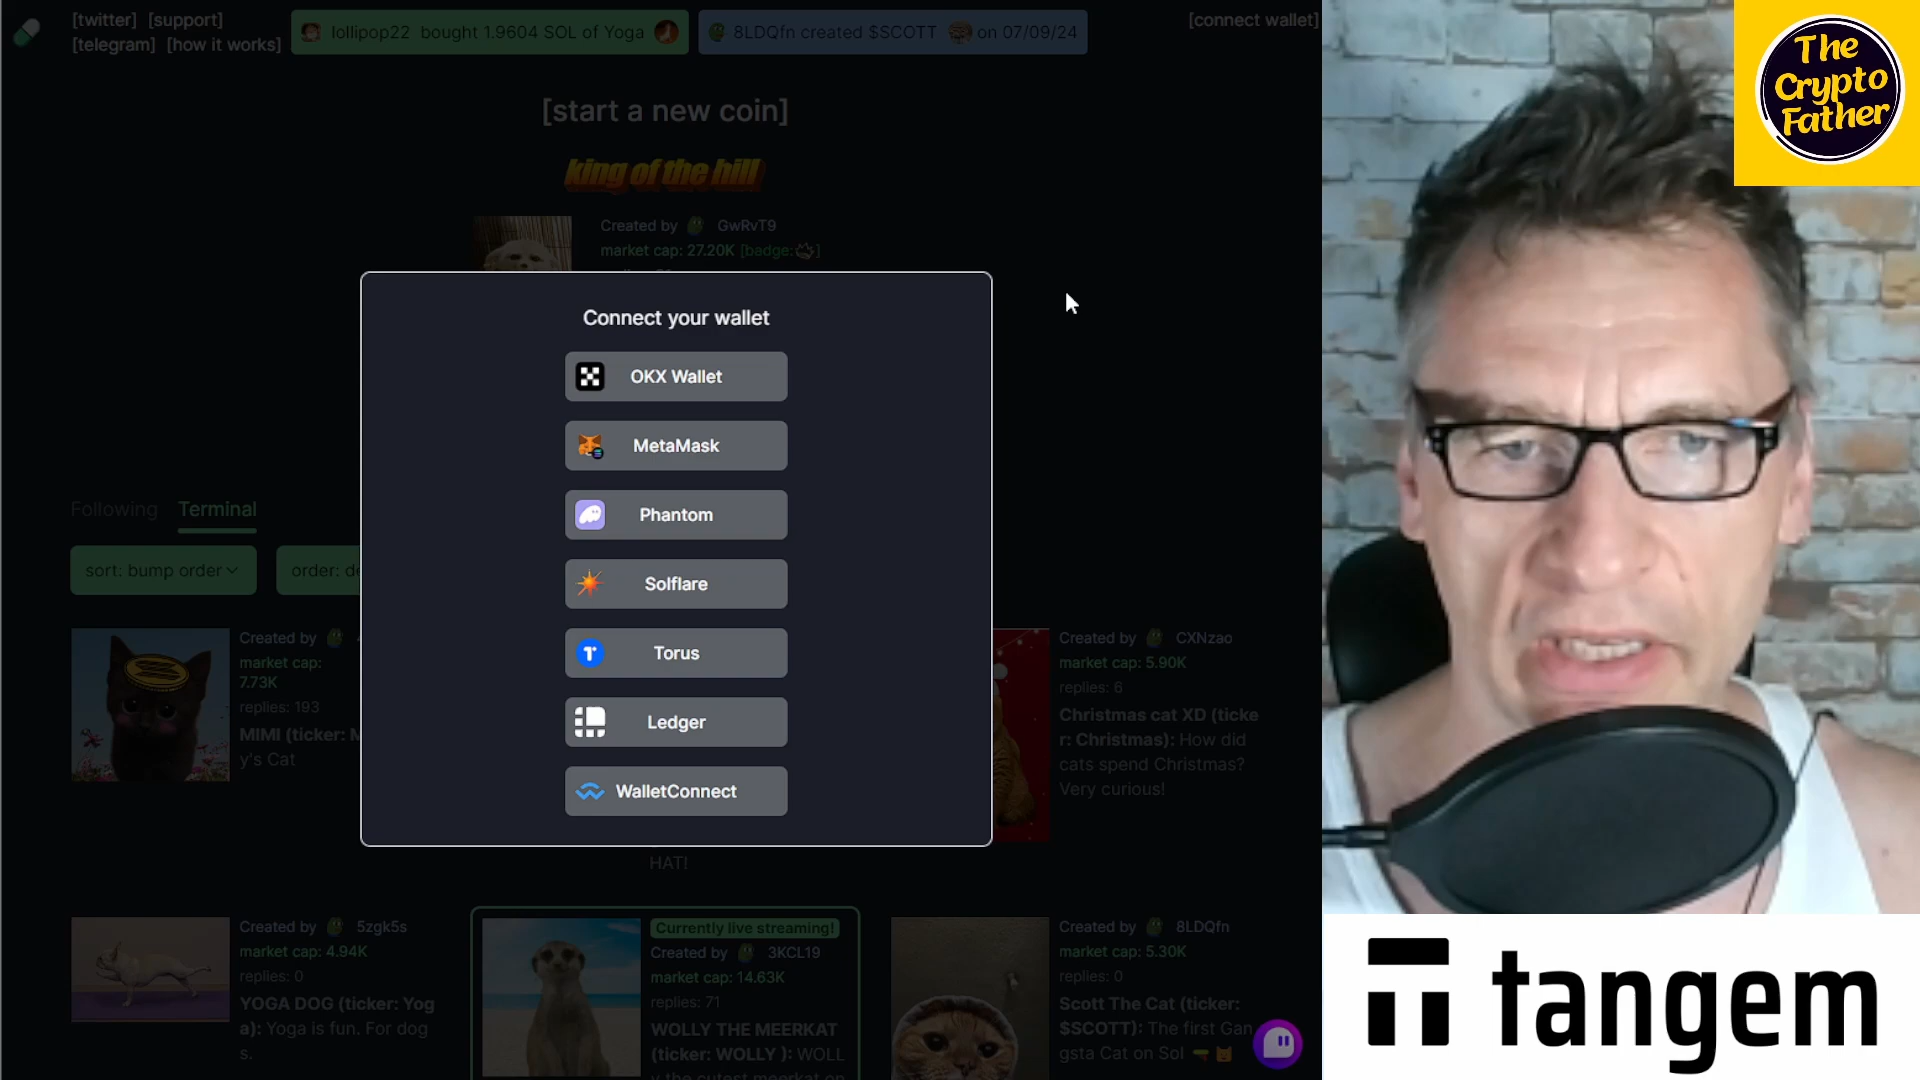 [twitter] [support]
[telegram] [how it works]
lollipop22 bought 1.9604 SOL of Yoga
8LDQfn created $SCOTT on 07/09/24
[connect wallet]
The
Crypto
Father
[start a new coin]
king of the hill
Created by GwRvT9
market cap: 27.20K [badge: ]
Connect your wallet
OKX Wallet
MetaMask
Phantom
Solflare
Torus
Ledger
WalletConnect
Following Terminal
sort: bump order
order: de
Created by
market cap:
7.73K
replies: 193
MIMI (ticker: M
y's Cat
HAT!
Created by CXNzao
market cap: 5.90K
replies: 6
Christmas cat XD (ticke
r: Christmas): How did
cats spend Christmas?
Very curious!
Created by 5zgk5s
market cap: 4.94K
replies: 0
YOGA DOG (ticker: Yog
a): Yoga is fun. For dog
s.
Currently live streaming!
Created by 3KCL19
market cap: 14.63K
replies: 71
WOLLY THE MEERKAT
(ticker: WOLLY ): WOLL
y the cutest meerkat on
Created by 8LDQfn
market cap: 5.30K
replies: 0
Scott The Cat (ticker:
$SCOTT): The first Gan
gsta Cat on Sol
tangem